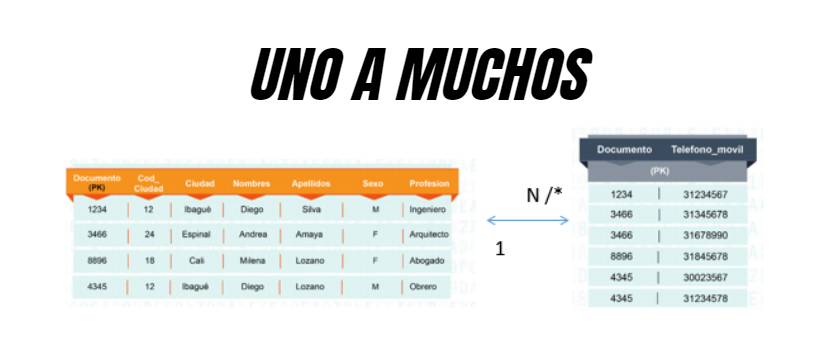 UNO A MUCHOS
Documento (PK) Cod_ Ciudad Ciudad Nombres Apellidos Sexo Profesion
1234 12 Ibagué Diego Silva M Ingeniero
3466 24 Espinal Andrea Amaya F Arquitecto
8896 18 Cali Milena Lozano F Abogado
4345 12 Ibagué Diego Lozano M Obrero
N /*
1
Documento Telefono_movil
(PK)
1234 31234567
3466 31345678
3466 31678990
8896 31845678
4345 30023567
4345 31234578